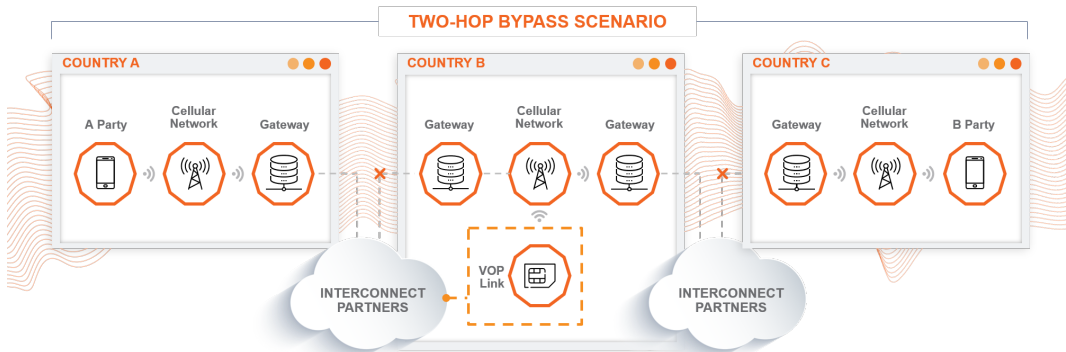 TWO-HOP BYPASS SCENARIO
COUNTRY A
A Party
Cellular
Network
Gateway
COUNTRY B
Gateway
Cellular
Network
Gateway
VOP
Link
COUNTRY C
Gateway
Cellular
Network
B Party
INTERCONNECT
PARTNERS
INTERCONNECT
PARTNERS